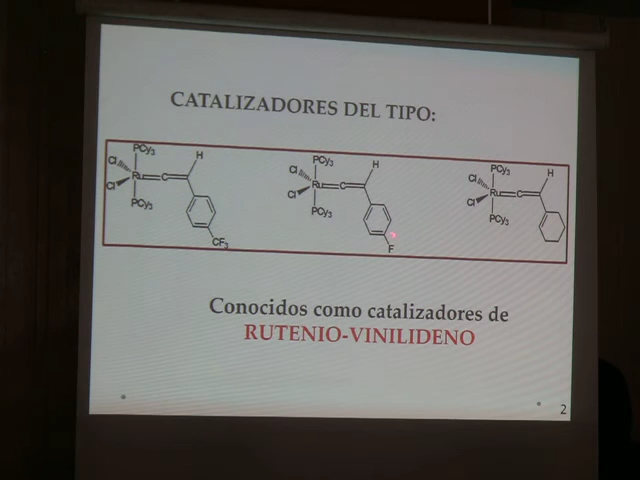 CATALIZADORES DEL TIPO:
PCy3 H PCy3 H PCy3 H
Cl Cl Cl
Ru C Ru C Ru C
Cl Cl Cl
PCy3 PCy3 PCy3
CF3 F
Conocidos como catalizadores de
RUTENIO-VINILIDENO
2